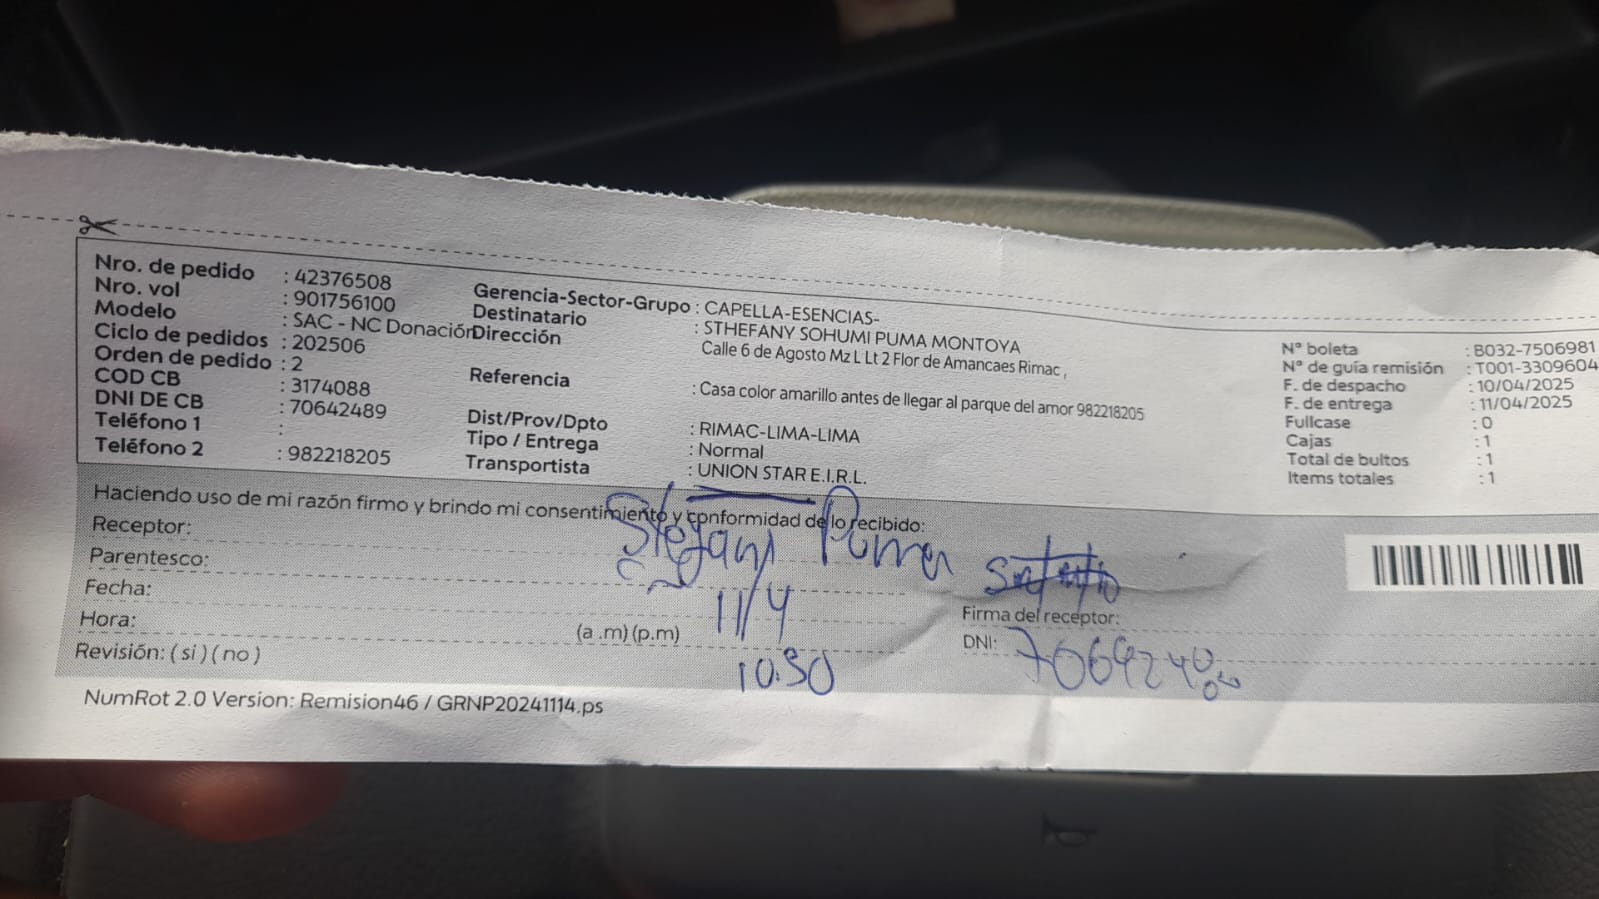 Nro. de pedido : 42376508
Nro. vol : 901756100
Modelo : SAC - NC Donación
Ciclo de pedidos : 202506
Orden de pedido : 2
COD CB : 3174088
DNI DE CB : 70642489
Teléfono 1 :
Teléfono 2 : 982218205
Gerencia-Sector-Grupo : CAPELLA-ESENCIAS-
Destinatario : STHEFANY SOHUMI PUMA MONTOYA
Dirección Calle 6 de Agosto Mz L Lt 2 Flor de Amancaes Rimac ,
Referencia : Casa color amarillo antes de llegar al parque del amor 982218205
Dist/Prov/Dpto : RIMAC-LIMA-LIMA
Tipo / Entrega : Normal
Transportista : UNION STAR E.I.R.L.
N° boleta : B032-7506981
N° de guía remisión : T001-3309604
F. de despacho : 10/04/2025
F. de entrega : 11/04/2025
Fullcase : 0
Cajas : 1
Total de bultos : 1
Items totales : 1
Haciendo uso de mi razón firmo y brindo mi consentimiento y conformidad de lo recibido:
Receptor: Stefani Puma
Parentesco:
Fecha: 11/4
Hora: (a .m) (p.m) 10:30
Revisión: ( si ) ( no )
Firma del receptor:
DNI:
NumRot 2.0 Version: Remision46 / GRNP20241114.ps